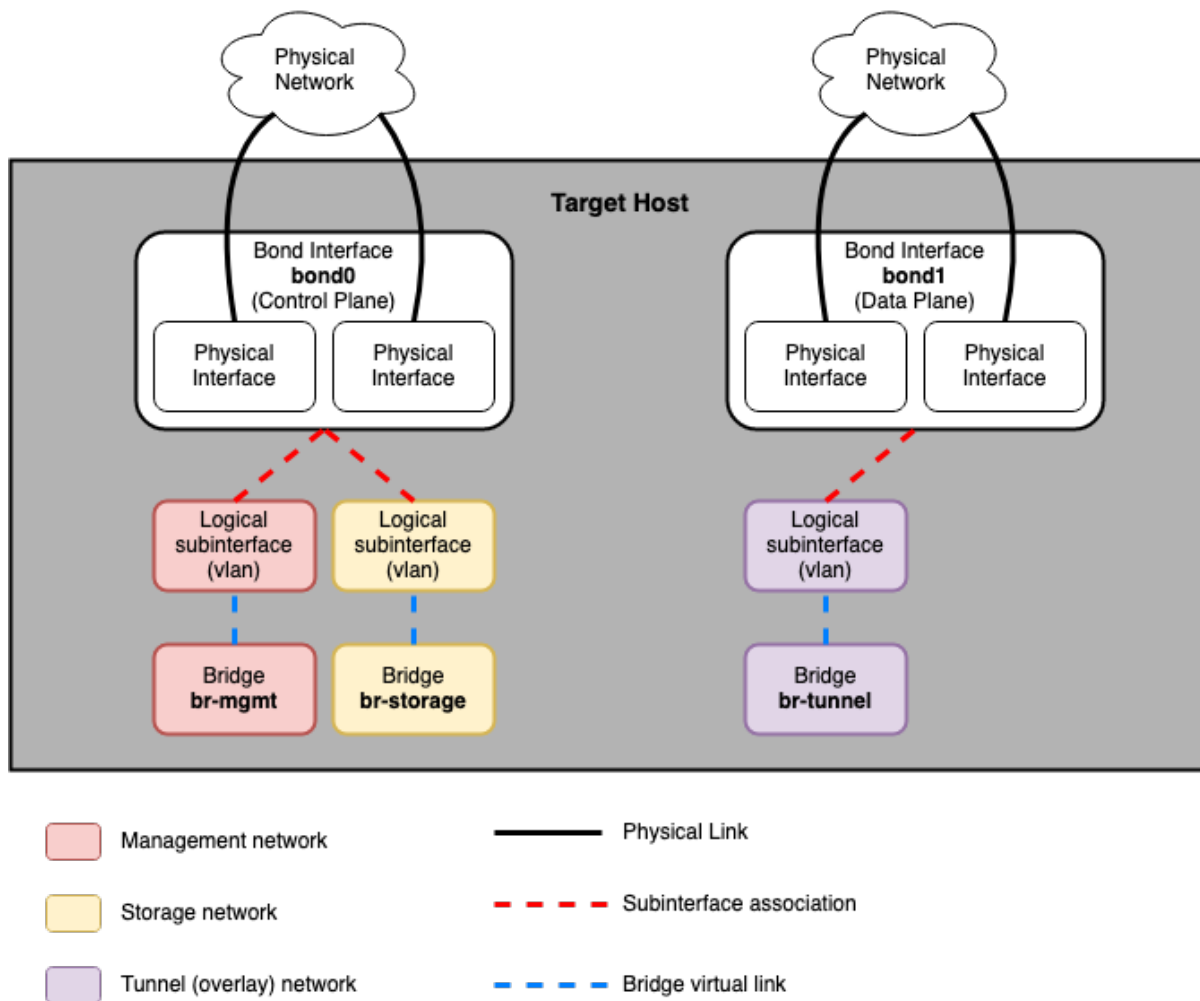 Physical
Network
Physical
Network
Target Host
Bond Interface
bond0
(Control Plane)
Physical
Interface
Physical
Interface
Bond Interface
bond1
(Data Plane)
Physical
Interface
Physical
Interface
Logical
subinterface
(vlan)
Logical
subinterface
(vlan)
Logical
subinterface
(vlan)
Bridge
br-mgmt
Bridge
br-storage
Bridge
br-tunnel
Management network
Physical Link
Storage network
Subinterface association
Tunnel (overlay) network
Bridge virtual link